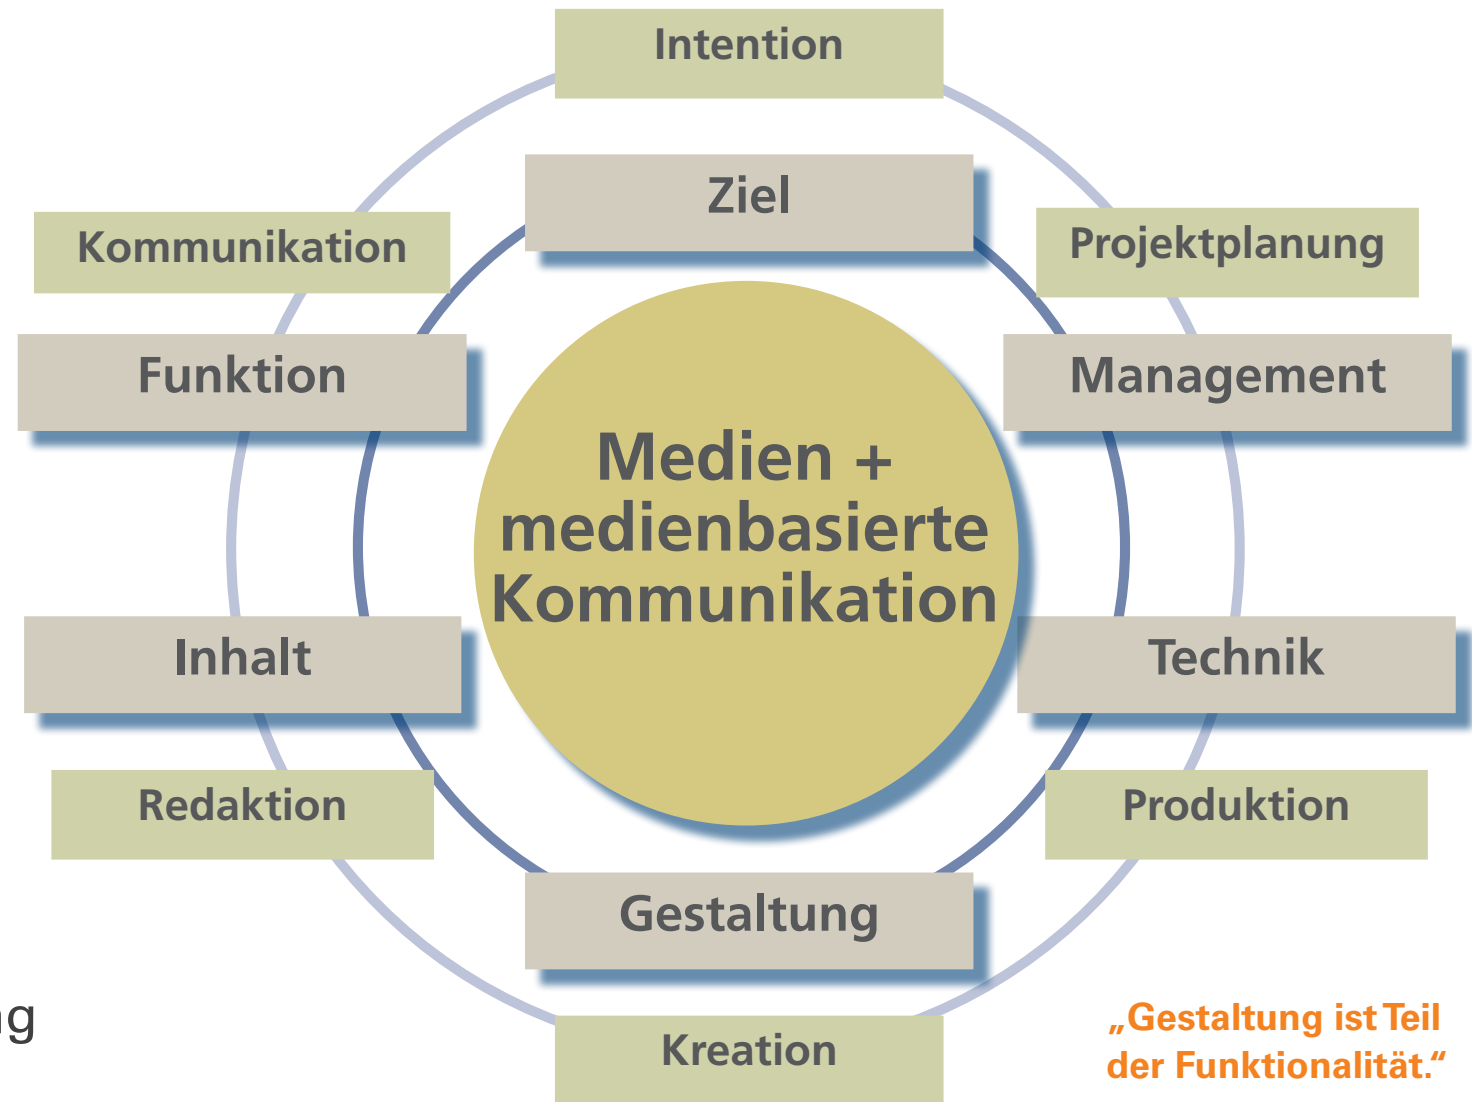 Intention
Ziel
Kommunikation
Projektplanung
Funktion
Management
Medien +
medienbasierte
Kommunikation
Inhalt
Technik
Redaktion
Produktion
Gestaltung
Kreation
„Gestaltung ist Teil
der Funktionalität.“